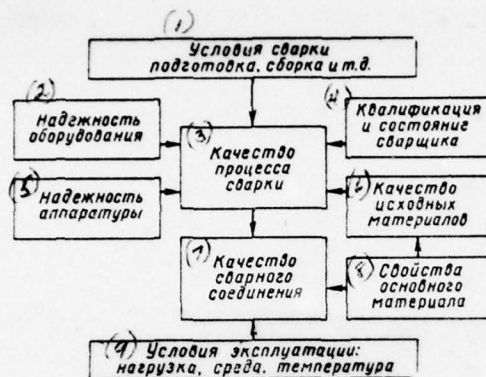 (1)
Условия сварки
подготовка, сборка и т.д.
(2)
Надежность
оборудования
(3)
Качество
процесса
сварки
(4)
Квалификация
и состояние
сварщика
(5)
Надежность
аппаратуры
(6)
Качество
исходных
материалов
(7)
Качество
сварного
соединения
(8)
Свойства
основного
материала
(9)
Условия эксплуатации:
нагрузка, среда, температура